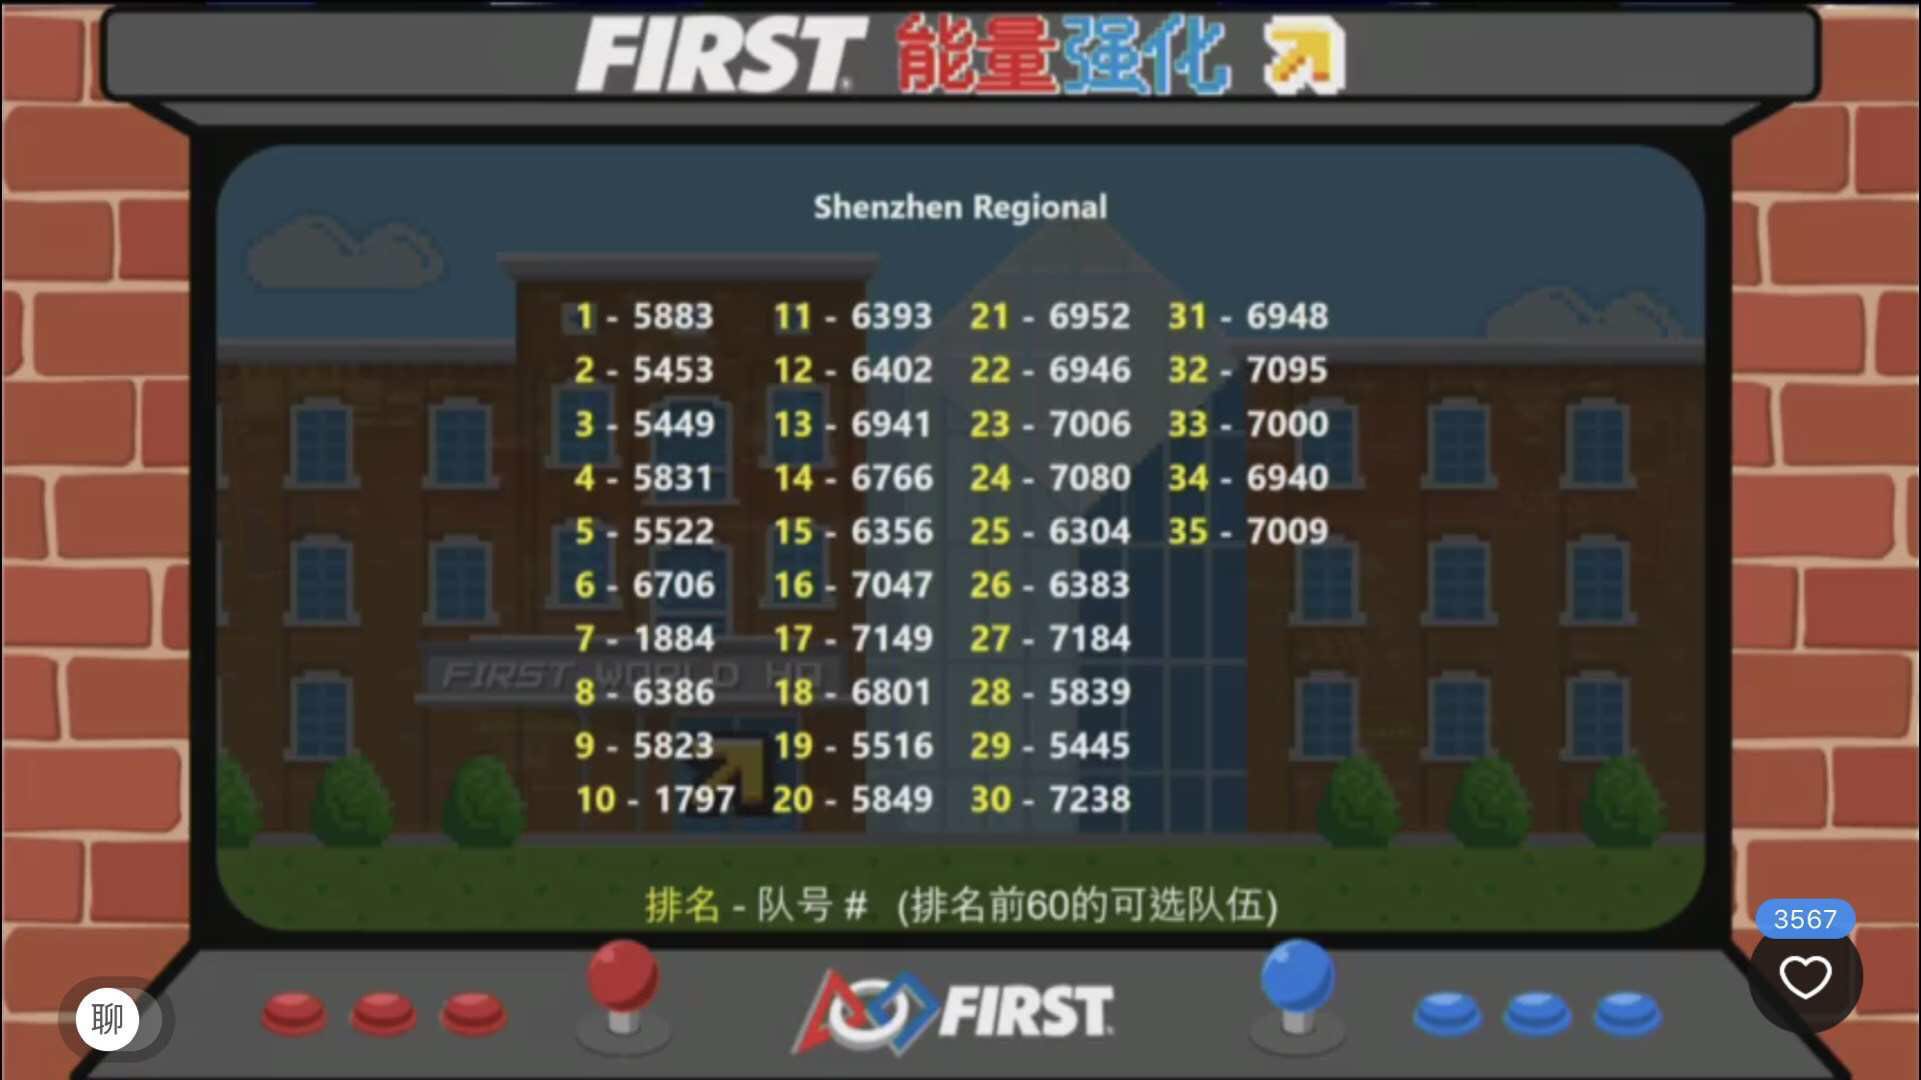 FIRST 能量强化
Shenzhen Regional
1 - 5883 11 - 6393 21 - 6952 31 - 6948
2 - 5453 12 - 6402 22 - 6946 32 - 7095
3 - 5449 13 - 6941 23 - 7006 33 - 7000
4 - 5831 14 - 6766 24 - 7080 34 - 6940
5 - 5522 15 - 6356 25 - 6304 35 - 7009
6 - 6706 16 - 7047 26 - 6383
7 - 1884 17 - 7149 27 - 7184
FIRST WORLD HQ
8 - 6386 18 - 6801 28 - 5839
9 - 5823 19 - 5516 29 - 5445
10 - 1797 20 - 5849 30 - 7238
排名 - 队号 # (排名前60的可选队伍)
3567
聊
FIRST